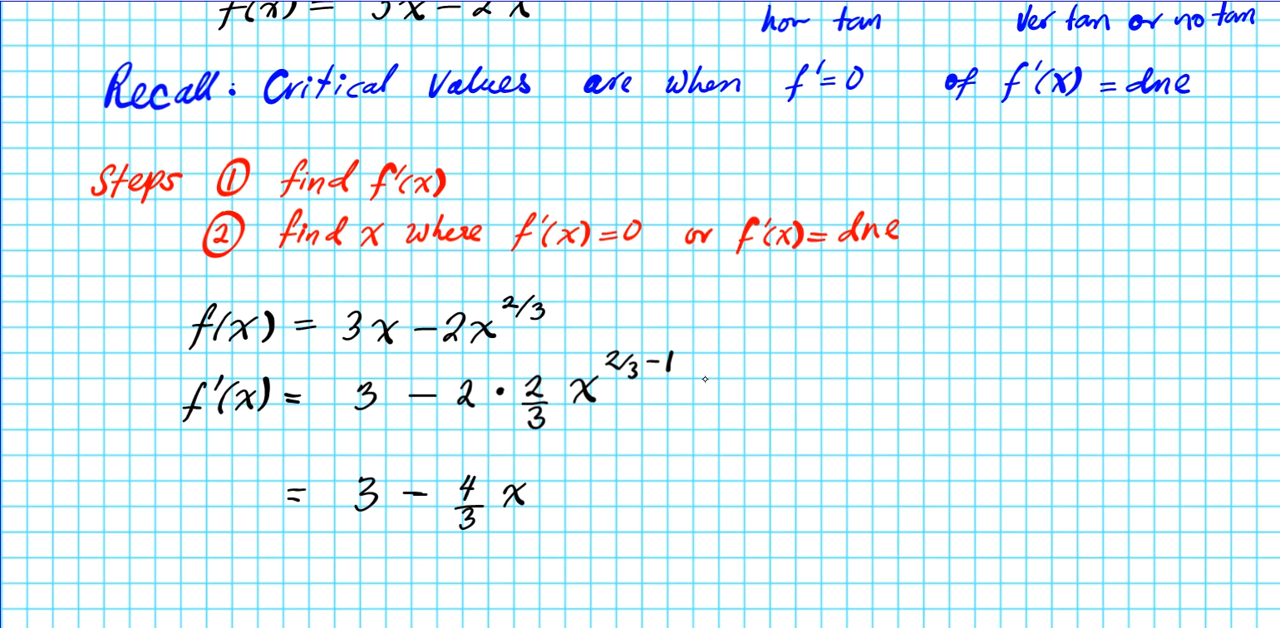 f(x) = 3x - 2x
hor tan ver tan or no tan
Recall: Critical Values are when f'=0 of f'(x) = dne
Steps ① find f'(x)
② find x where f'(x)=0 or f'(x)= dne
f(x) = 3x - 2x^{2/3}
f'(x) = 3 - 2 · 2/3 x^{2/3 - 1}
= 3 - 4/3 x